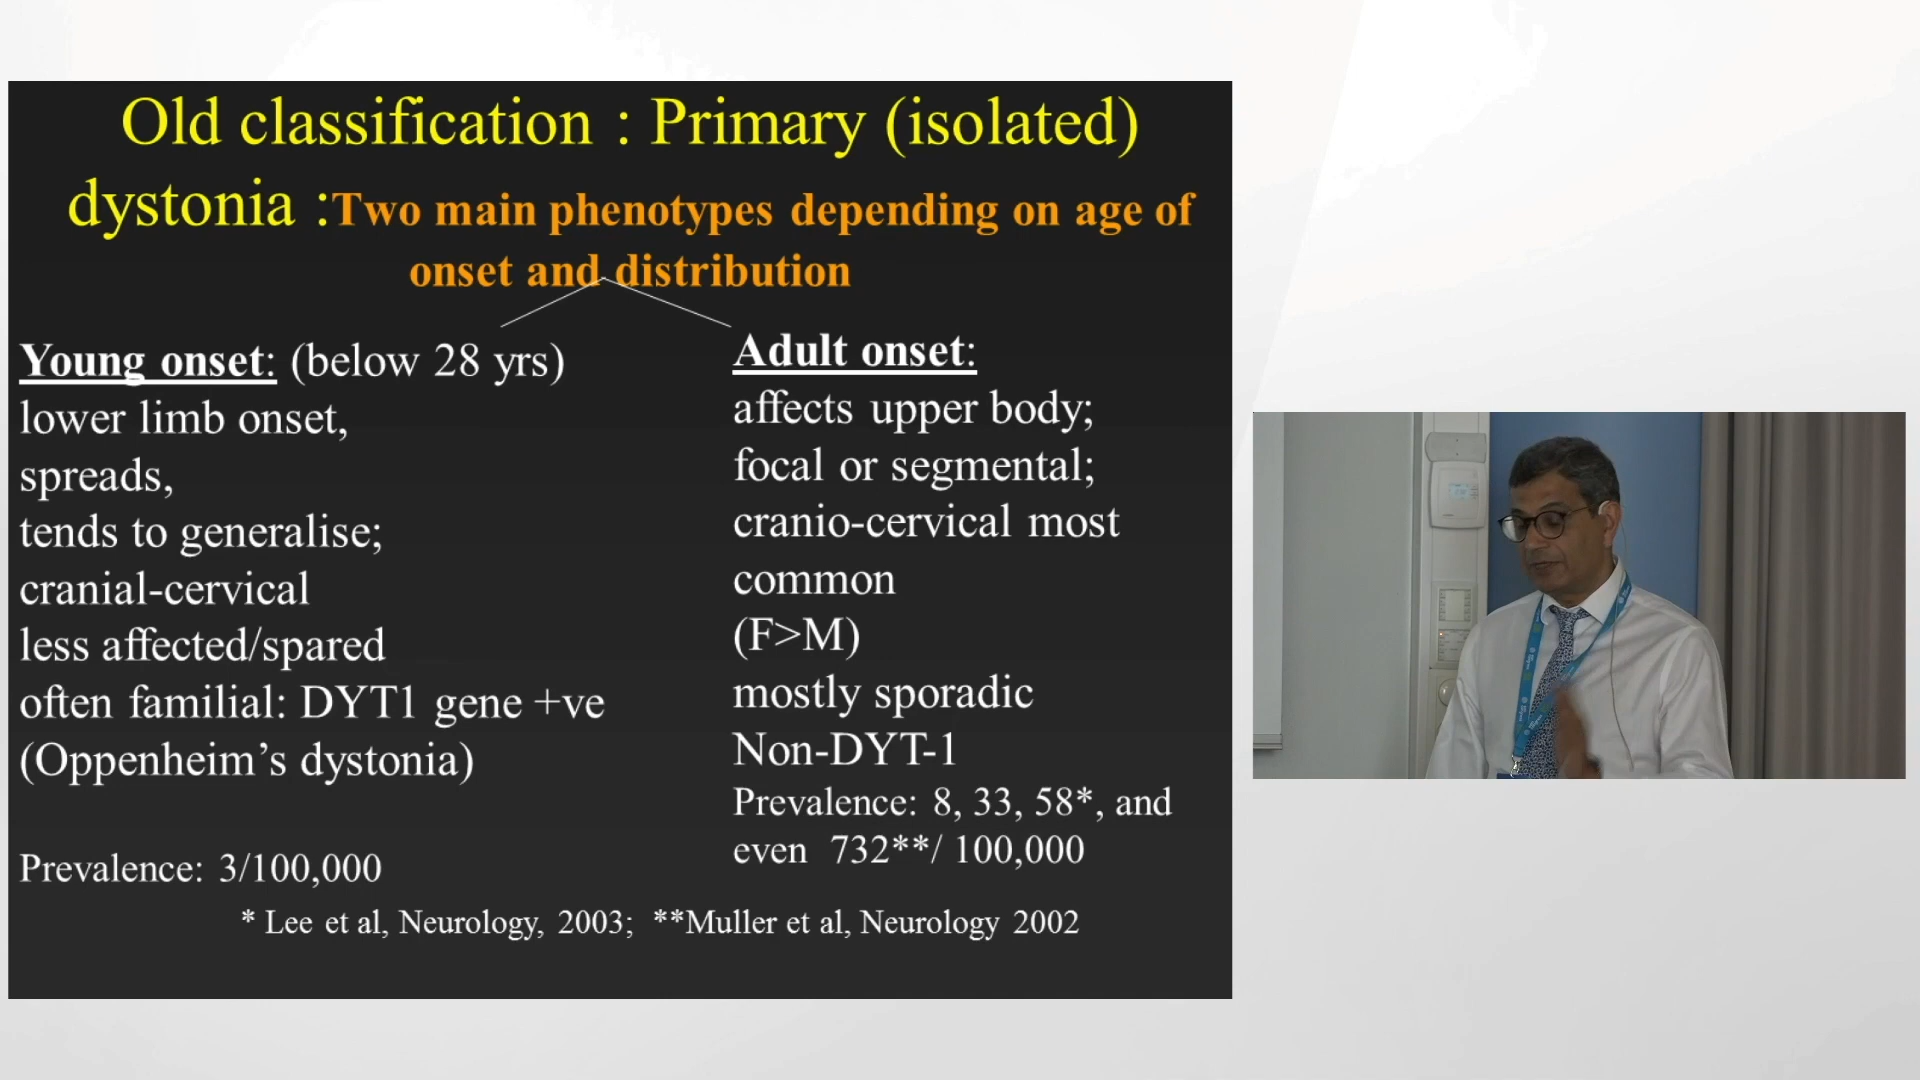 Old classification : Primary (isolated)
dystonia :Two main phenotypes depending on age of
onset and distribution
Young onset: (below 28 yrs)
lower limb onset,
spreads,
tends to generalise;
cranial-cervical
less affected/spared
often familial: DYT1 gene +ve
(Oppenheim’s dystonia)
Prevalence: 3/100,000
Adult onset:
affects upper body;
focal or segmental;
cranio-cervical most
common
(F>M)
mostly sporadic
Non-DYT-1
Prevalence: 8, 33, 58*, and
even 732**/ 100,000
* Lee et al, Neurology, 2003; **Muller et al, Neurology 2002